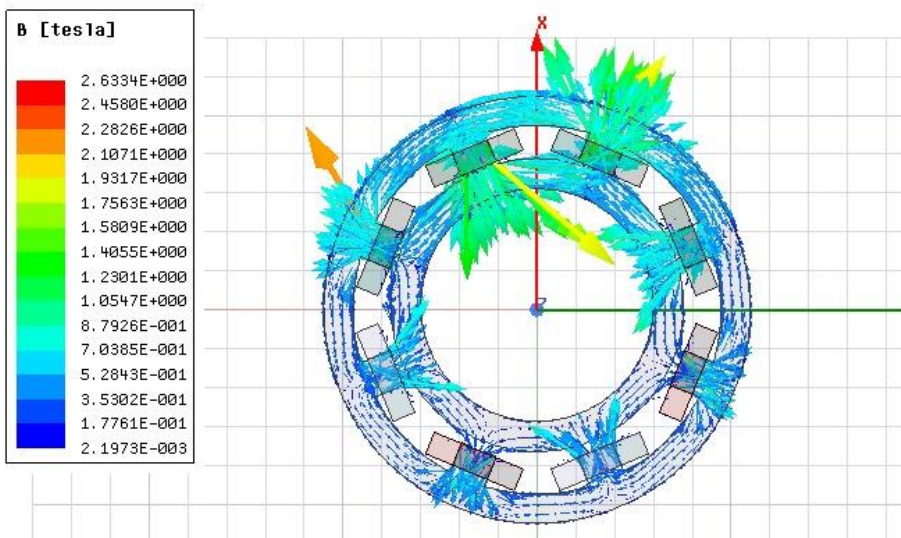 B [tesla]
2.6334E+000
2.4580E+000
2.2826E+000
2.1071E+000
1.9317E+000
1.7563E+000
1.5809E+000
1.4055E+000
1.2301E+000
1.0547E+000
8.7926E-001
7.0385E-001
5.2843E-001
3.5302E-001
1.7761E-001
2.1973E-003
X
Z